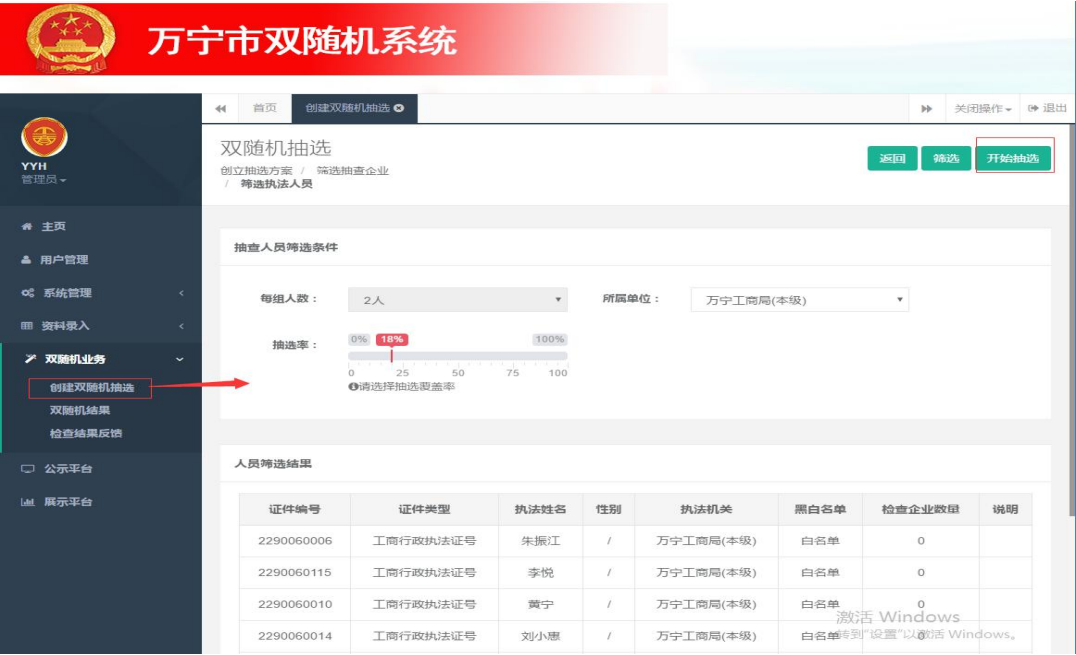 万宁市双随机系统
首页 创建双随机抽选 关闭操作 退出
YYH
管理员
主页
用户管理
系统管理
资料录入
双随机业务
创建双随机抽选
双随机结果
检查结果反馈
公示平台
展示平台
双随机抽选
创立抽选方案 / 筛选抽查企业
/ 筛选执法人员
返回 筛选 开始抽选
抽查人员筛选条件
每组人数: 2人 所属单位: 万宁工商局(本级)
抽选率: 0% 18% 100%
0 25 50 75 100
请选择抽选覆盖率
人员筛选结果
证件编号 证件类型 执法姓名 性别 执法机关 黑白名单 检查企业数量 说明
2290060006 工商行政执法证号 朱振江 / 万宁工商局(本级) 白名单 0
2290060115 工商行政执法证号 李悦 / 万宁工商局(本级) 白名单 0
2290060010 工商行政执法证号 黄宁 / 万宁工商局(本级) 白名单 0
2290060014 工商行政执法证号 刘小惠 / 万宁工商局(本级) 白名单 0
激活 Windows
转到"设置"以激活 Windows。